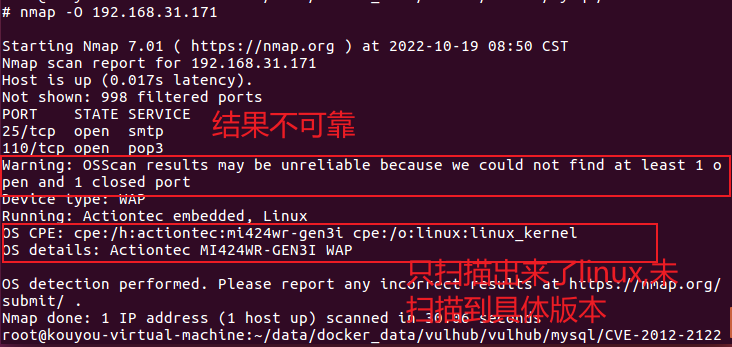 # nmap -O 192.168.31.171
Starting Nmap 7.01 ( https://nmap.org ) at 2022-10-19 08:50 CST
Nmap scan report for 192.168.31.171
Host is up (0.017s latency).
Not shown: 998 filtered ports
PORT    STATE SERVICE
25/tcp  open  smtp
结果不可靠
110/tcp open  pop3
Warning: OSScan results may be unreliable because we could not find at least 1 o
pen and 1 closed port
Device type: WAP
Running: Actiontec embedded, Linux
OS CPE: cpe:/h:actiontec:mi424wr-gen3i cpe:/o:linux:linux_kernel
OS details: Actiontec MI424WR-GEN3I WAP
只扫描出来了linux,未
扫描到具体版本
OS detection performed. Please report any incorrect results at https://nmap.org/
submit/ .
Nmap done: 1 IP address (1 host up) scanned in 30.06 seconds
root@kouyou-virtual-machine:~/data/docker_data/vulhub/vulhub/mysql/CVE-2012-2122